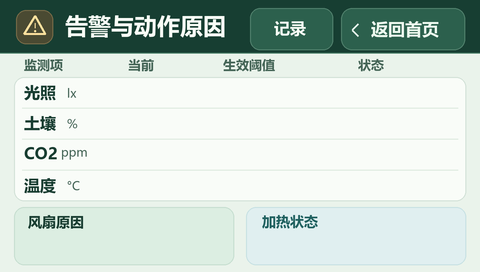 告警与动作原因 记录 返回首页
监测项 当前 生效阈值 状态
光照 lx
土壤 %
CO2 ppm
温度 °C
风扇原因 加热状态